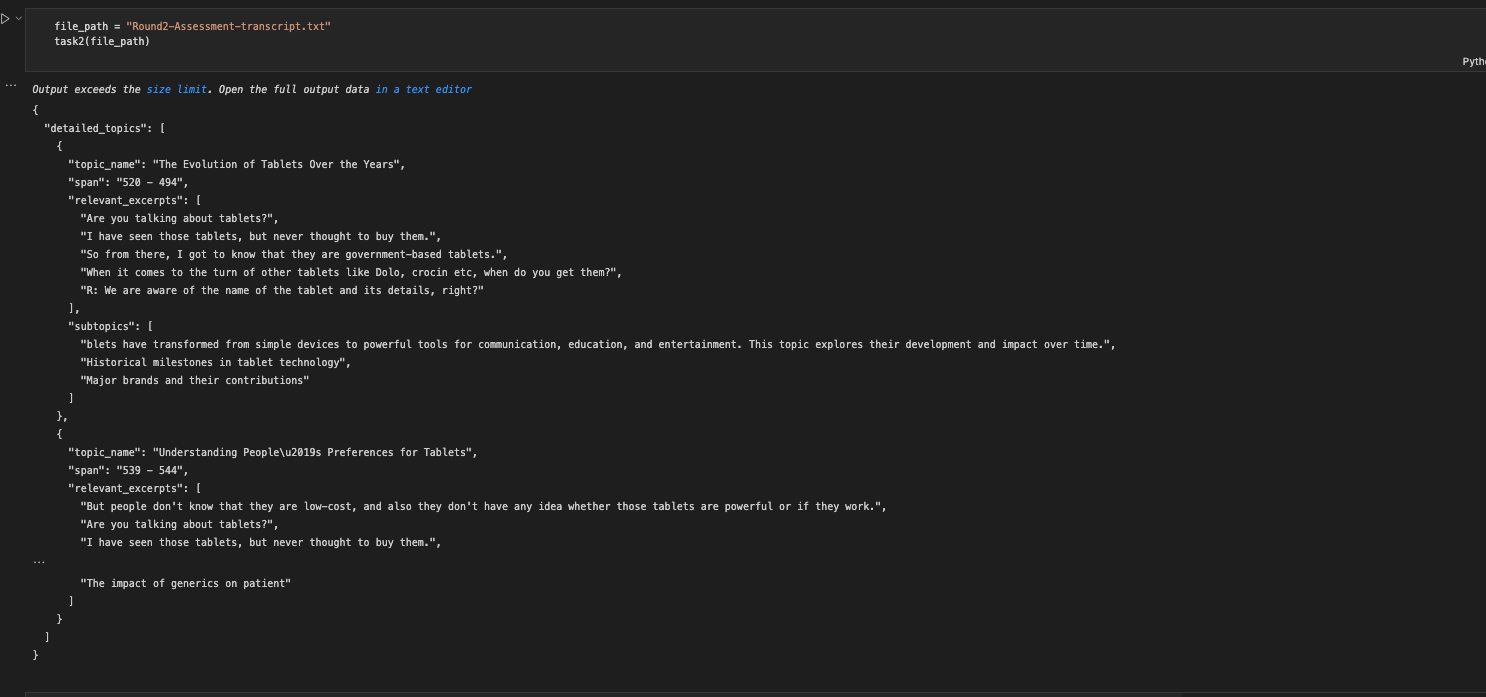 file_path = "Round2-Assessment-transcript.txt"
task2(file_path)
...
Output exceeds the size limit. Open the full output data in a text editor
{
  "detailed_topics": [
    {
      "topic_name": "The Evolution of Tablets Over the Years",
      "span": "520 - 494",
      "relevant_excerpts": [
        "Are you talking about tablets?",
        "I have seen those tablets, but never thought to buy them.",
        "So from there, I got to know that they are government-based tablets.",
        "When it comes to the turn of other tablets like Dolo, crocin etc, when do you get them?",
        "R: We are aware of the name of the tablet and its details, right?"
      ],
      "subtopics": [
        "blets have transformed from simple devices to powerful tools for communication, education, and entertainment. This topic explores their development and impact over time.",
        "Historical milestones in tablet technology",
        "Major brands and their contributions"
      ]
    },
    {
      "topic_name": "Understanding People\u2019s Preferences for Tablets",
      "span": "539 - 544",
      "relevant_excerpts": [
        "But people don't know that they are low-cost, and also they don't have any idea whether those tablets are powerful or if they work.",
        "Are you talking about tablets?",
        "I have seen those tablets, but never thought to buy them.",
...
        "The impact of generics on patient"
      ]
    }
  ]
}